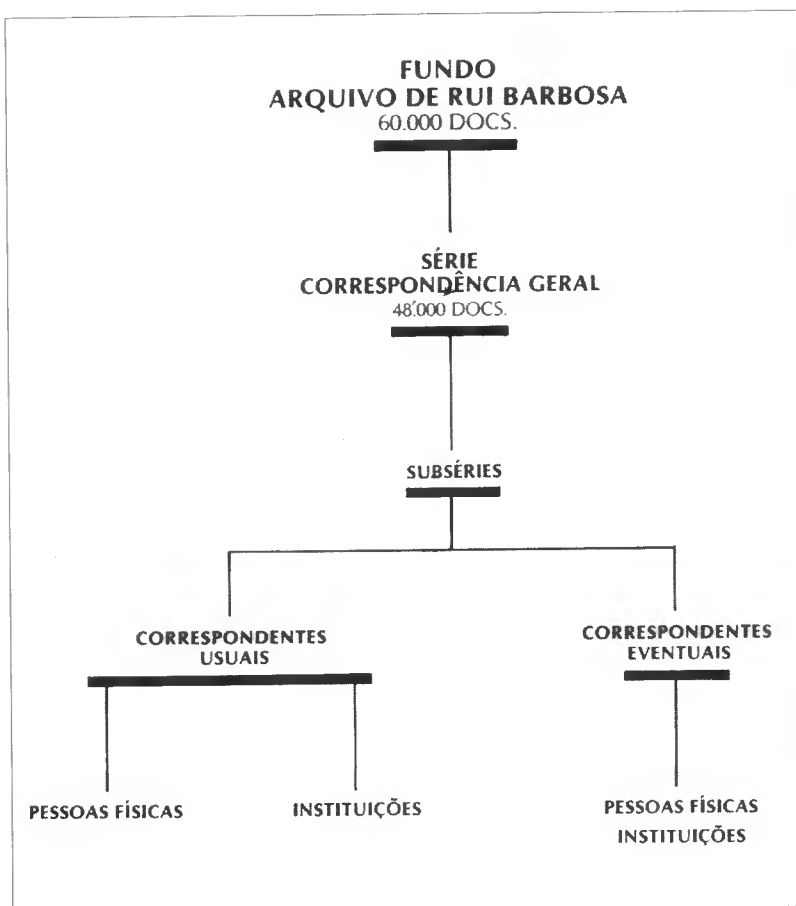 FUNDO
ARQUIVO DE RUI BARBOSA
60.000 DOCS.
SÉRIE
CORRESPONDÊNCIA GERAL
48.000 DOCS.
SUBSÉRIES
CORRESPONDENTES
USUAIS
CORRESPONDENTES
EVENTUAIS
PESSOAS FÍSICAS
INSTITUIÇÕES
PESSOAS FÍSICAS
INSTITUIÇÕES